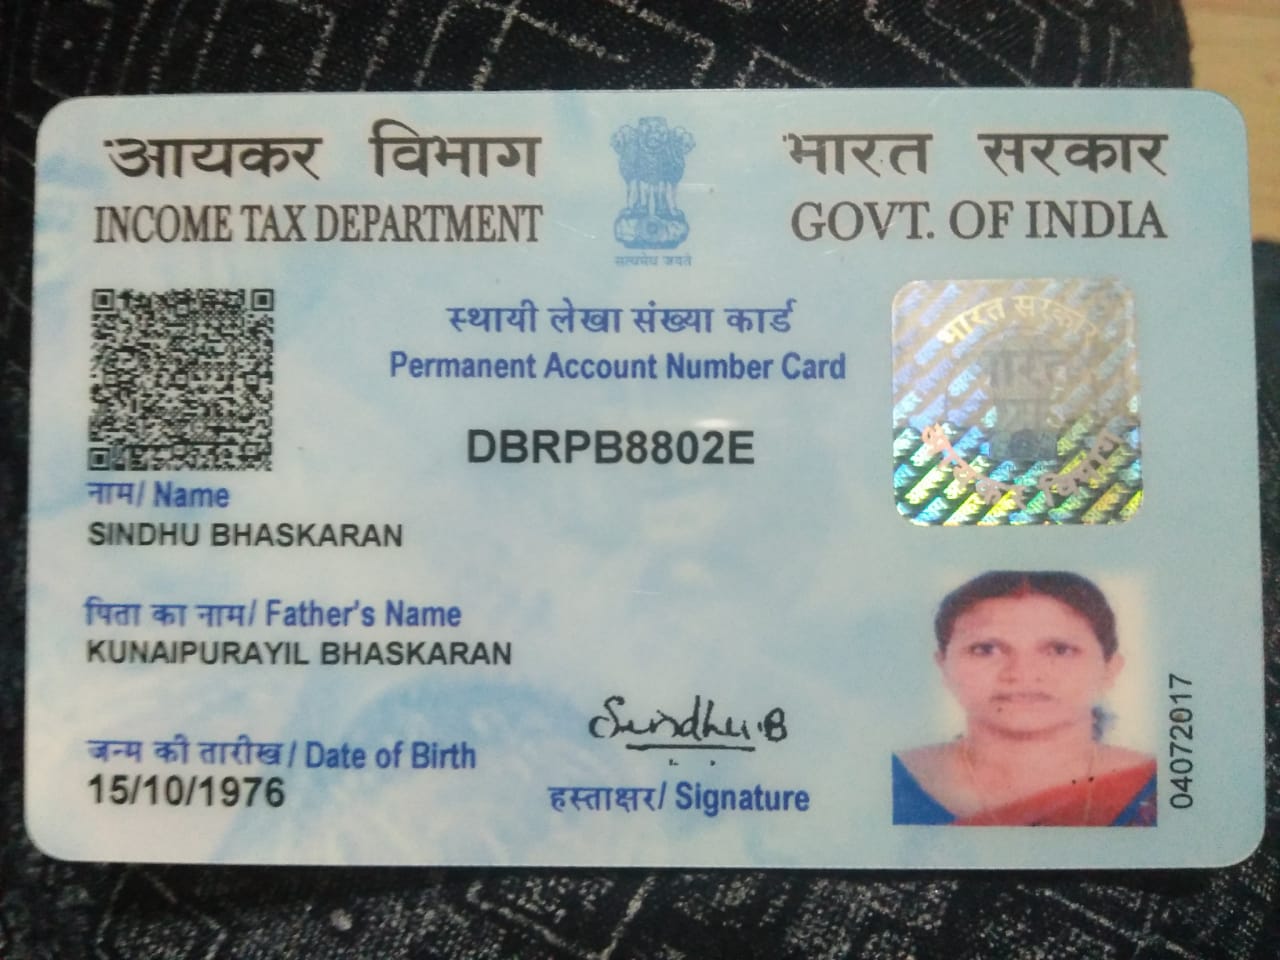 आयकर विभाग
INCOME TAX DEPARTMENT
सत्यमेव जयते
भारत सरकार
GOVT. OF INDIA
स्थायी लेखा संख्या कार्ड
Permanent Account Number Card
DBRPB8802E
भारत सरकार
आयकर विभाग
नाम/ Name
SINDHU BHASKARAN
पिता का नाम/ Father's Name
KUNAIPURAYIL BHASKARAN
जन्म की तारीख/ Date of Birth
15/10/1976
Sindhu.B
हस्ताक्षर/ Signature
04072017